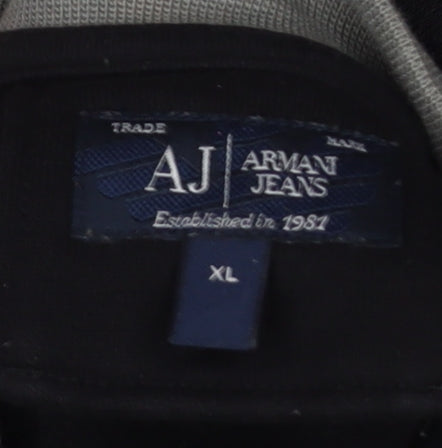 TRADE MARK
AJ ARMANI
JEANS
Established in 1981
XL